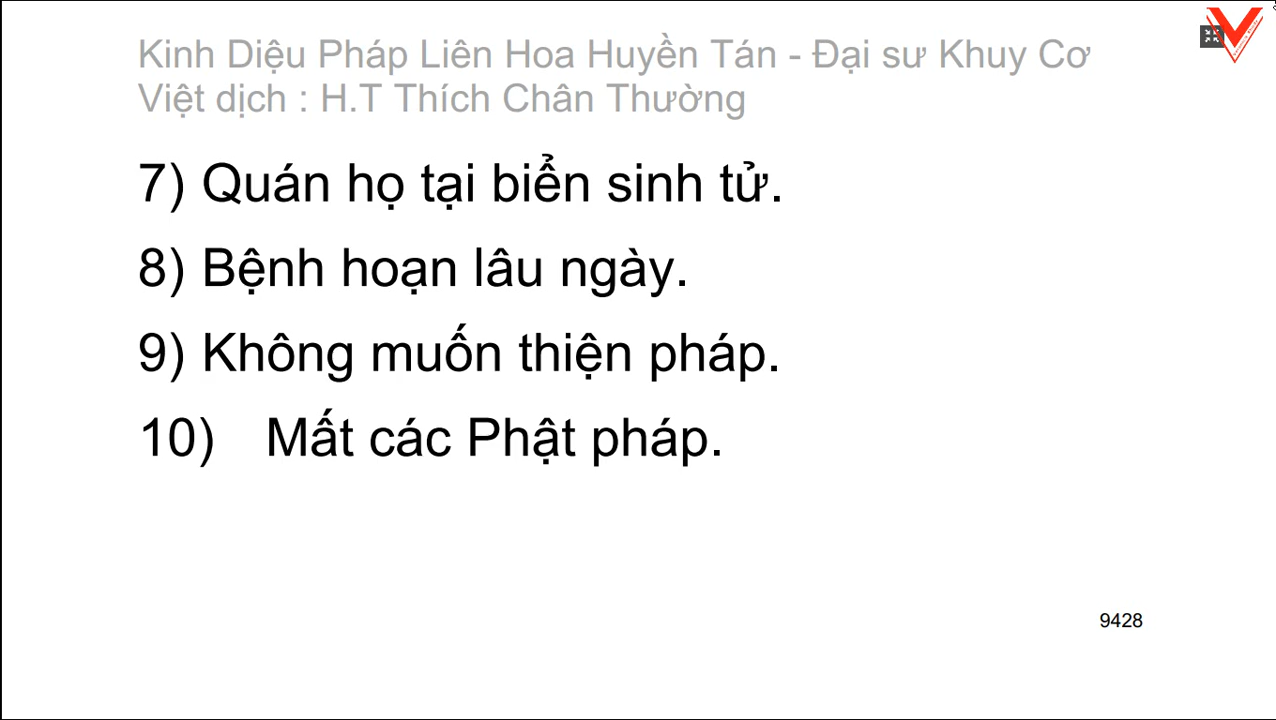 Kinh Diệu Pháp Liên Hoa Huyền Tán - Đại sư Khuy Cơ
Việt dịch : H.T Thích Chân Thường
7) Quán họ tại biển sinh tử.
8) Bệnh hoạn lâu ngày.
9) Không muốn thiện pháp.
10) Mất các Phật pháp.
9428